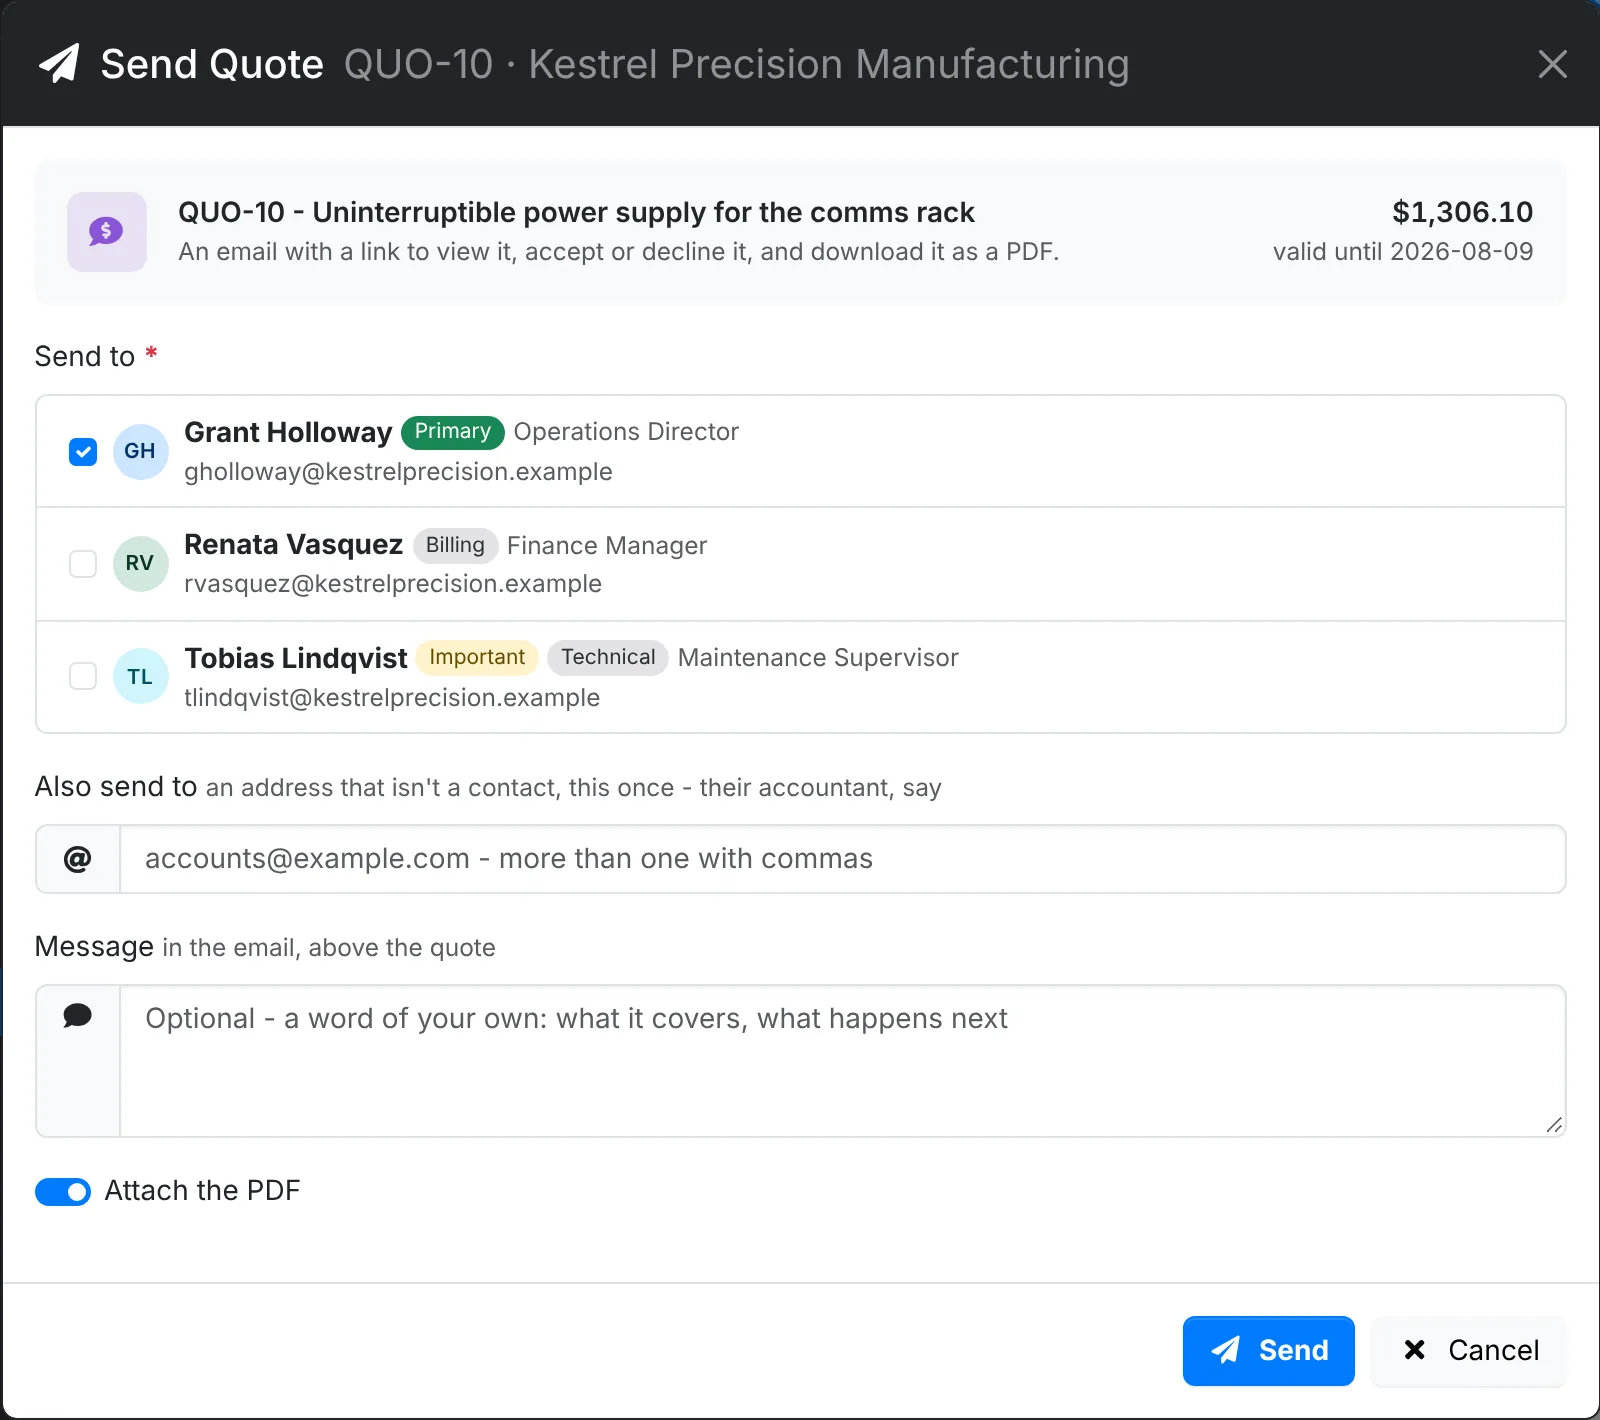 Send Quote QUO-10 · Kestrel Precision Manufacturing
QUO-10 - Uninterruptible power supply for the comms rack
$1,306.10
An email with a link to view it, accept or decline it, and download it as a PDF.
valid until 2026-08-09
Send to *
GH
Grant Holloway Primary Operations Director
gholloway@kestrelprecision.example
RV
Renata Vasquez Billing Finance Manager
rvasquez@kestrelprecision.example
TL
Tobias Lindqvist Important Technical Maintenance Supervisor
tlindqvist@kestrelprecision.example
Also send to an address that isn't a contact, this once - their accountant, say
@ accounts@example.com - more than one with commas
Message in the email, above the quote
Optional - a word of your own: what it covers, what happens next
Attach the PDF
Send
Cancel